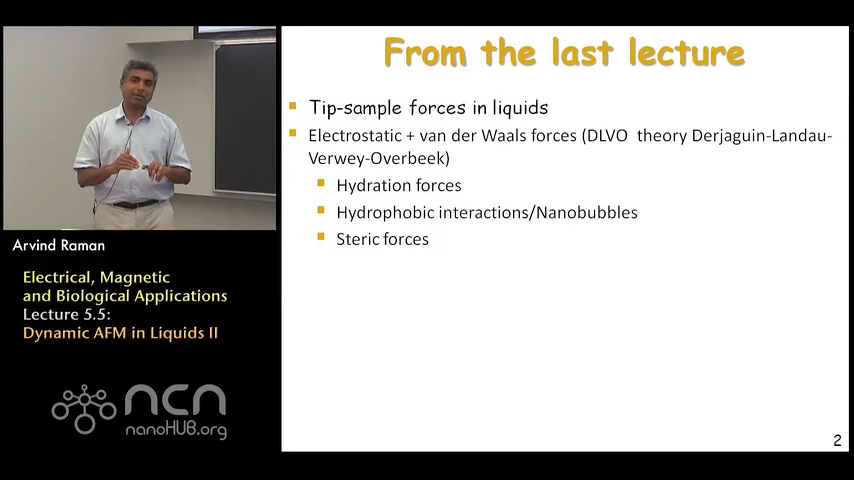 From the last lecture
Tip-sample forces in liquids
Electrostatic + van der Waals forces (DLVO theory Derjaguin-Landau-
Verwey-Overbeek)
Hydration forces
Hydrophobic interactions/Nanobubbles
Steric forces
Arvind Raman
Electrical, Magnetic
and Biological Applications
Lecture 5.5:
Dynamic AFM in Liquids II
ncn
nanoHUB.org
2